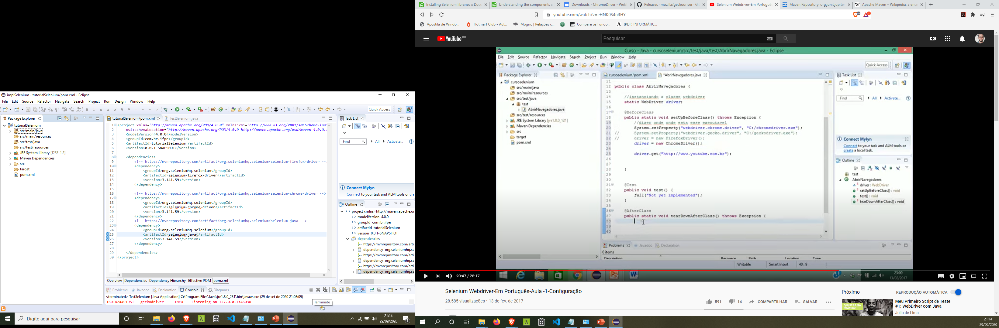 implSelenium - tutorialSelenium/pom.xml - Eclipse
File Edit Source Refactor Navigate Search Project Run Design Window Help
Quick Access
Package Explorer
tutorialSelenium
src/main/java
src/main/resources
src/test/java
src/test/resources
JRE System Library [J2SE-1.5]
Maven Dependencies
src
target
pom.xml
tutorialSelenium/pom.xml
TestSelenium.java
1 <project xmlns="http://maven.apache.org/POM/4.0.0" xmlns:xsi="http://www.w3.org/2001/XMLSchema-ins
2 xsi:schemaLocation="http://maven.apache.org/POM/4.0.0 http://maven.apache.org/xsd/maven-4.0.0.
3 <modelVersion>4.0.0</modelVersion>
4 <groupId>com.br.ifpe</groupId>
5 <artifactId>tutorialSelenium</artifactId>
6 <version>0.0.1-SNAPSHOT</version>
7
8 <dependencies>
9 <!-- https://mvnrepository.com/artifact/org.seleniumhq.selenium/selenium-firefox-driver --
10 <dependency>
11 <groupId>org.seleniumhq.selenium</groupId>
12 <artifactId>selenium-firefox-driver</artifactId>
13 <version>3.141.59</version>
14 </dependency>
15
16 <!-- https://mvnrepository.com/artifact/org.seleniumhq.selenium/selenium-chrome-driver -->
17 <dependency>
18 <groupId>org.seleniumhq.selenium</groupId>
19 <artifactId>selenium-chrome-driver</artifactId>
20 <version>3.141.59</version>
21 </dependency>
22 <!-- https://mvnrepository.com/artifact/org.seleniumhq.selenium/selenium-java -->
23 <dependency>
24 <groupId>org.seleniumhq.selenium</groupId>
25 <artifactId>selenium-java</artifactId>
26 <version>3.141.59</version>
27 </dependency>
28
29 </dependencies>
30 </project>
Overview Dependencies Dependency Hierarchy Effective POM pom.xml
Task List
Find All Activate...
Connect Mylyn
Connect to your task and ALM tools or cre
Outline
project xmlns=http://maven.apache.or
modelVersion 4.0.0
groupId com.br.ifpe
artifactId tutorialSelenium
version 0.0.1-SNAPSHOT
dependencies
https://mvnrepository.com/arti
dependency org.seleniumhq.se
https://mvnrepository.com/arti
dependency org.seleniumhq.se
https://mvnrepository.com/arti
dependency org.seleniumhq.se
Problems Javadoc Declaration Console Diagrams
<terminated> TestSelenium [Java Application] C:\Program Files\Java\jre1.8.0_231\bin\javaw.exe (29 de set de 2020 21:08:09)
1601424491951 geckodriver INFO Listening on 127.0.0.1:46038
Terminate
Digite aqui para pesquisar
21:14
29/09/2020
1
Installing Selenium libraries :: Docu
Understanding the components ::
Downloads - ChromeDriver - Web
Releases · mozilla/geckodriver · Git
Selenium Webdriver-Em Português
Maven Repository: org.junit.jupiter
Apache Maven – Wikipédia, a enci
youtube.com/watch?v=eHNK0S4nRHY
Apostila de Windo...
Hotmart Club - Aul...
Mogno | Relações c...
Compare os Fundo...
(PDF) INFORMÁTIC...
YouTube BR
Pesquisar
Curso - Java - cursoselenium/src/test/java/test/AbrirNavegadores.java - Eclipse
File Edit Source Refactor Navigate Search Project Run Window Help
Quick Access
Package Explorer
cursoselenium
src/main/java
src/main/resources
src/test/java
test
AbrirNavegadores.java
src/test/resources
JRE System Library [jre1.8.0_121]
Maven Dependencies
src
target
pom.xml
cursoselenium/pom.xml
*AbrirNavegadores.java
11
12 public class AbrirNavegadores {
13
14 //instanciando a classe webdriver
15 static WebDriver driver;
16
17 @BeforeClass
18 public static void setUpBeforeClass() throws Exception {
19 //dizer onde onde esta esse executavel
20 System.setProperty("webdriver.chrome.driver", "C:/chromedriver.exe");
21 // System.setProperty("webdriver.gecko.driver", "C:/geckodriver.exe");
22 // driver = new FirefoxDriver();
23 driver = new ChromeDriver();
24
25 driver.get("http://www.youtube.com.br");
26
27
28 }
29
30
31 @Test
32 public void test() {
33 fail("Not yet implemented");
34 }
35
36 @AfterClass
37 public static void tearDownAfterClass() throws Exception {
38
39
40
Task List
Find All Activate...
Connect Mylyn
Connect to your task and ALM tools or
create a local task.
Outline
test
AbrirNavegadores
driver : WebDriver
setUpBeforeClass() : void
test() : void
tearDownAfterClass() : void
Problems Javadoc Declaration
0 items
Description Resource Path Location Type
Writable Smart Insert 40 : 9
23:09
13/02/2017
20:47 / 28:17
Selenium Webdriver-Em Português-Aula -1-Configuração
28.585 visualizações • 13 de fev. de 2017
591 14 COMPARTILHAR SALVAR
Próximo REPRODUÇÃO AUTOMÁTICA
QUINTAS NA
PRÁTICA!
Meu Primeiro Script de Teste
#1: WebDriver com Java
Julio de Lima
21:14
29/09/2020